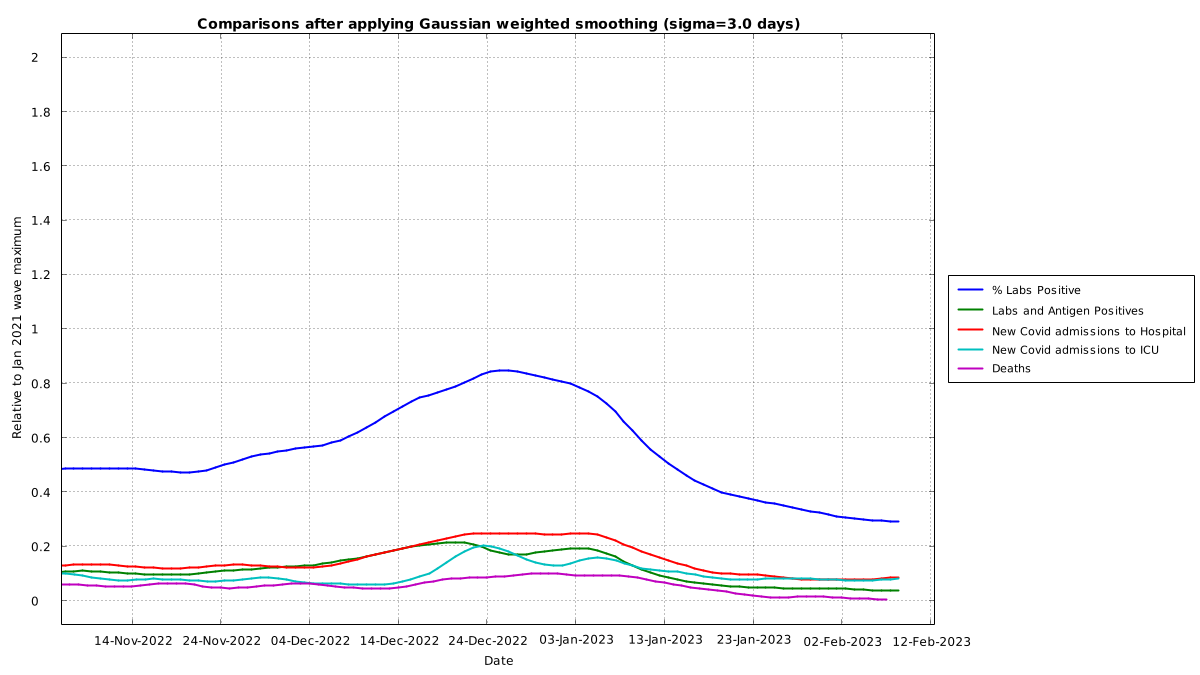 Comparisons after applying Gaussian weighted smoothing (sigma=3.0 days)
Relative to Jan 2021 wave maximum
2
1.8
1.6
1.4
1.2
1
0.8
0.6
0.4
0.2
0
14-Nov-2022 24-Nov-2022 04-Dec-2022 14-Dec-2022 24-Dec-2022 03-Jan-2023 13-Jan-2023 23-Jan-2023 02-Feb-2023 12-Feb-2023
Date
% Labs Positive
Labs and Antigen Positives
New Covid admissions to Hospital
New Covid admissions to ICU
Deaths